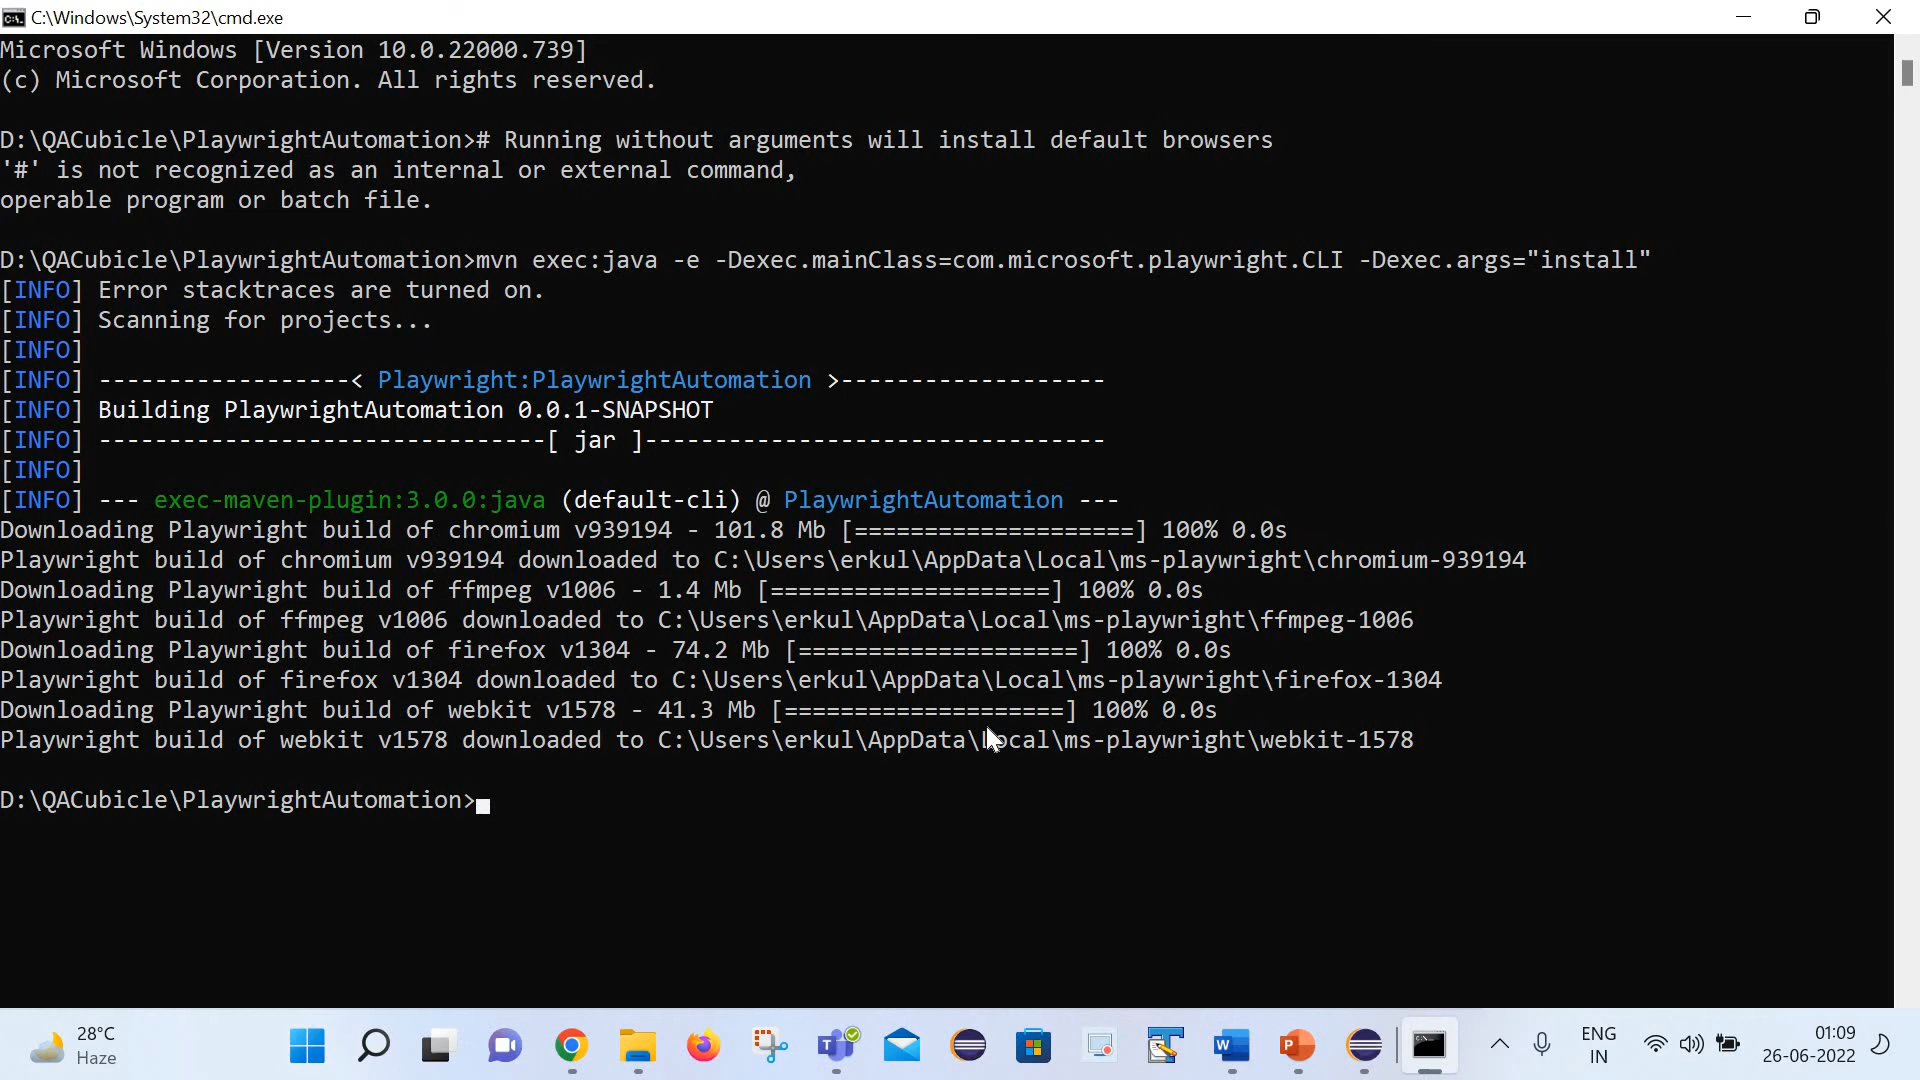 C:\Windows\System32\cmd.exe
Microsoft Windows [Version 10.0.22000.739]
(c) Microsoft Corporation. All rights reserved.
D:\QACubicle\PlaywrightAutomation># Running without arguments will install default browsers
'#' is not recognized as an internal or external command,
operable program or batch file.
D:\QACubicle\PlaywrightAutomation>mvn exec:java -e -Dexec.mainClass=com.microsoft.playwright.CLI -Dexec.args="install"
[INFO] Error stacktraces are turned on.
[INFO] Scanning for projects...
[INFO]
[INFO] ------------------< Playwright:PlaywrightAutomation >-------------------
[INFO] Building PlaywrightAutomation 0.0.1-SNAPSHOT
[INFO] --------------------------------[ jar ]---------------------------------
[INFO]
[INFO] --- exec-maven-plugin:3.0.0:java (default-cli) @ PlaywrightAutomation ---
Downloading Playwright build of chromium v939194 - 101.8 Mb [====================] 100% 0.0s
Playwright build of chromium v939194 downloaded to C:\Users\erkul\AppData\Local\ms-playwright\chromium-939194
Downloading Playwright build of ffmpeg v1006 - 1.4 Mb [====================] 100% 0.0s
Playwright build of ffmpeg v1006 downloaded to C:\Users\erkul\AppData\Local\ms-playwright\ffmpeg-1006
Downloading Playwright build of firefox v1304 - 74.2 Mb [====================] 100% 0.0s
Playwright build of firefox v1304 downloaded to C:\Users\erkul\AppData\Local\ms-playwright\firefox-1304
Downloading Playwright build of webkit v1578 - 41.3 Mb [====================] 100% 0.0s
Playwright build of webkit v1578 downloaded to C:\Users\erkul\AppData\Local\ms-playwright\webkit-1578
D:\QACubicle\PlaywrightAutomation>
28°C
Haze
ENG
IN
01:09
26-06-2022